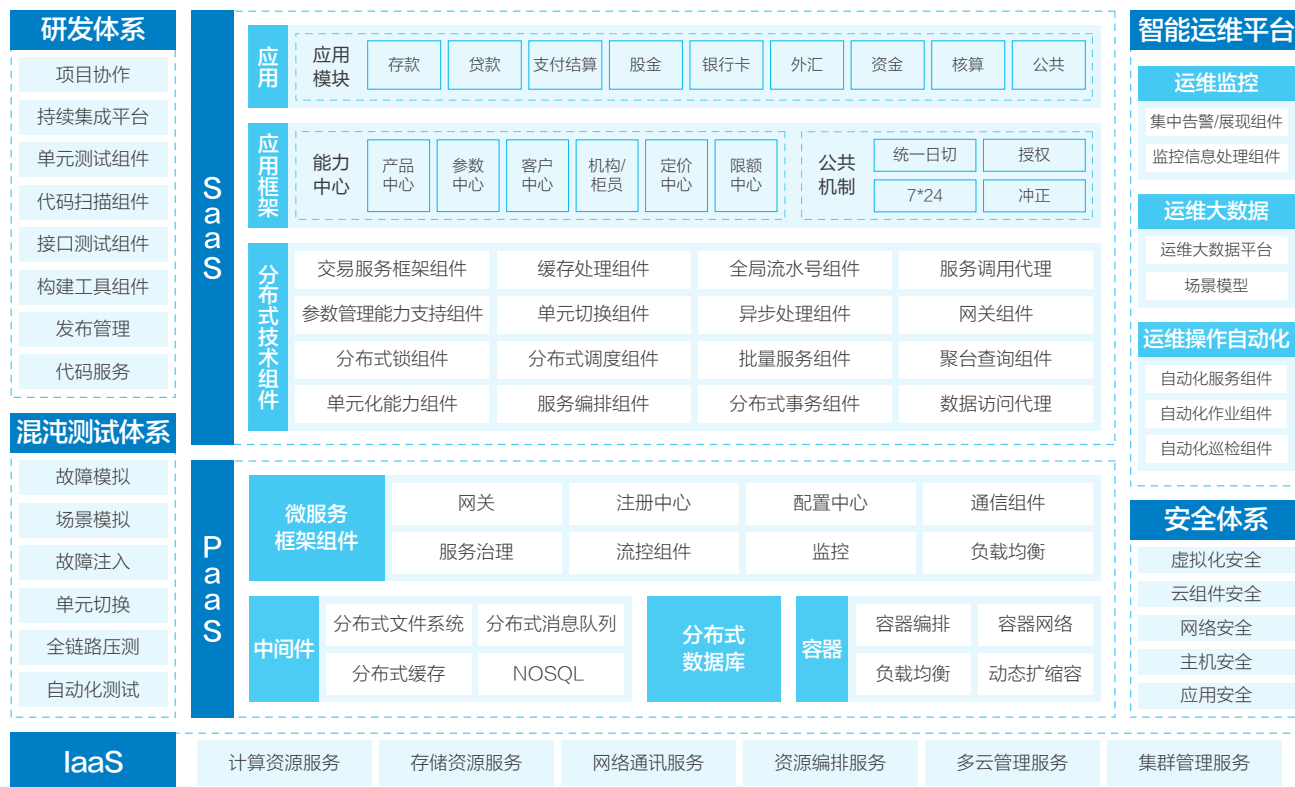 研发体系
项目协作
持续集成平台
单元测试组件
代码扫描组件
接口测试组件
构建工具组件
发布管理
代码服务
混沌测试体系
故障模拟
场景模拟
故障注入
单元切换
全链路压测
自动化测试
SaaS
应用
应用
模块
存款
贷款
支付结算
股金
银行卡
外汇
资金
核算
公共
应用框架
能力
中心
产品
中心
参数
中心
客户
中心
机构/
柜员
定价
中心
限额
中心
公共
机制
统一日切
授权
7*24
冲正
分布式技术组件
交易服务框架组件
缓存处理组件
全局流水号组件
服务调用代理
参数管理能力支持组件
单元切换组件
异步处理组件
网关组件
分布式锁组件
分布式调度组件
批量服务组件
聚台查询组件
单元化能力组件
服务编排组件
分布式事务组件
数据访问代理
PaaS
微服务
框架组件
网关
注册中心
配置中心
通信组件
服务治理
流控组件
监控
负载均衡
中间件
分布式文件系统
分布式消息队列
分布式缓存
NOSQL
分布式
数据库
容器
容器编排
容器网络
负载均衡
动态扩缩容
智能运维平台
运维监控
集中告警/展现组件
监控信息处理组件
运维大数据
运维大数据平台
场景模型
运维操作自动化
自动化服务组件
自动化作业组件
自动化巡检组件
安全体系
虚拟化安全
云组件安全
网络安全
主机安全
应用安全
IaaS
计算资源服务
存储资源服务
网络通讯服务
资源编排服务
多云管理服务
集群管理服务